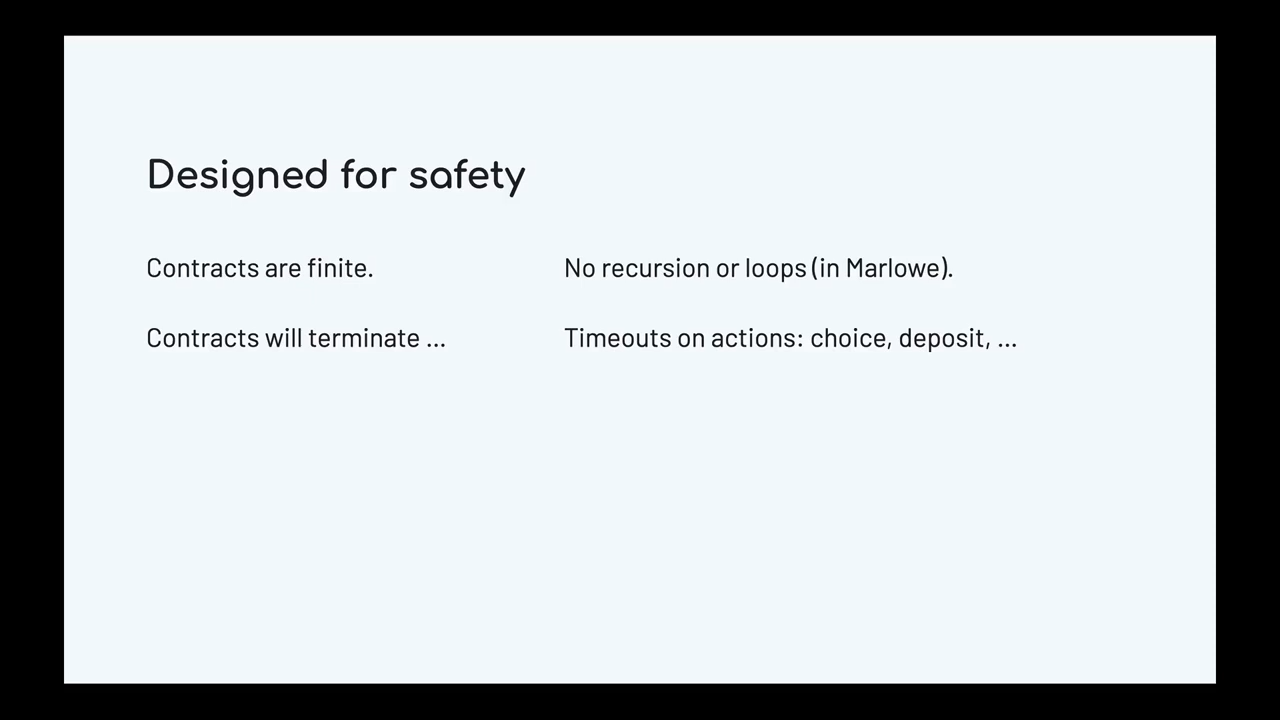 Designed for safety
Contracts are finite. No recursion or loops (in Marlowe).
Contracts will terminate ... Timeouts on actions: choice, deposit, ...